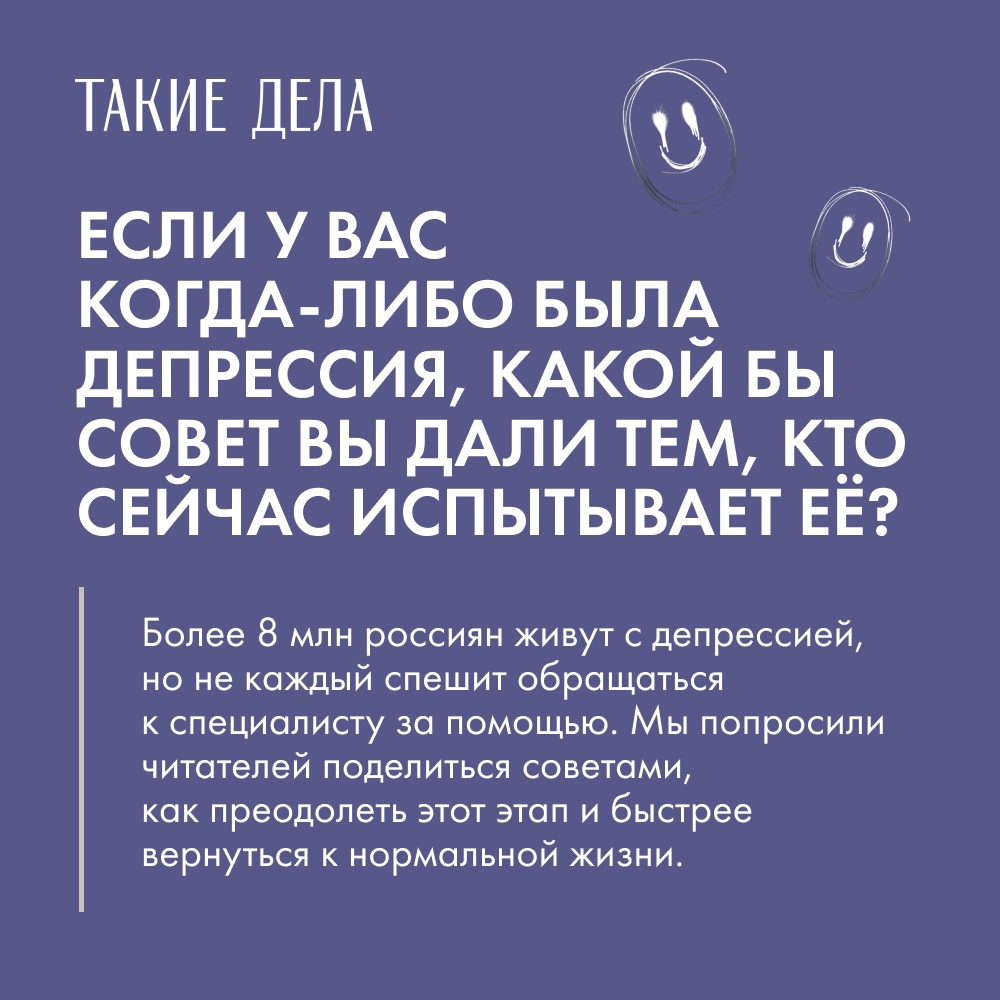 ТАКИЕ ДЕЛА
ЕСЛИ У ВАС
КОГДА-ЛИБО БЫЛА
ДЕПРЕССИЯ, КАКОЙ БЫ
СОВЕТ ВЫ ДАЛИ ТЕМ, КТО
СЕЙЧАС ИСПЫТЫВАЕТ ЕЁ?
Более 8 млн россиян живут с депрессией,
но не каждый спешит обращаться
к специалисту за помощью. Мы попросили
читателей поделиться советами,
как преодолеть этот этап и быстрее
вернуться к нормальной жизни.